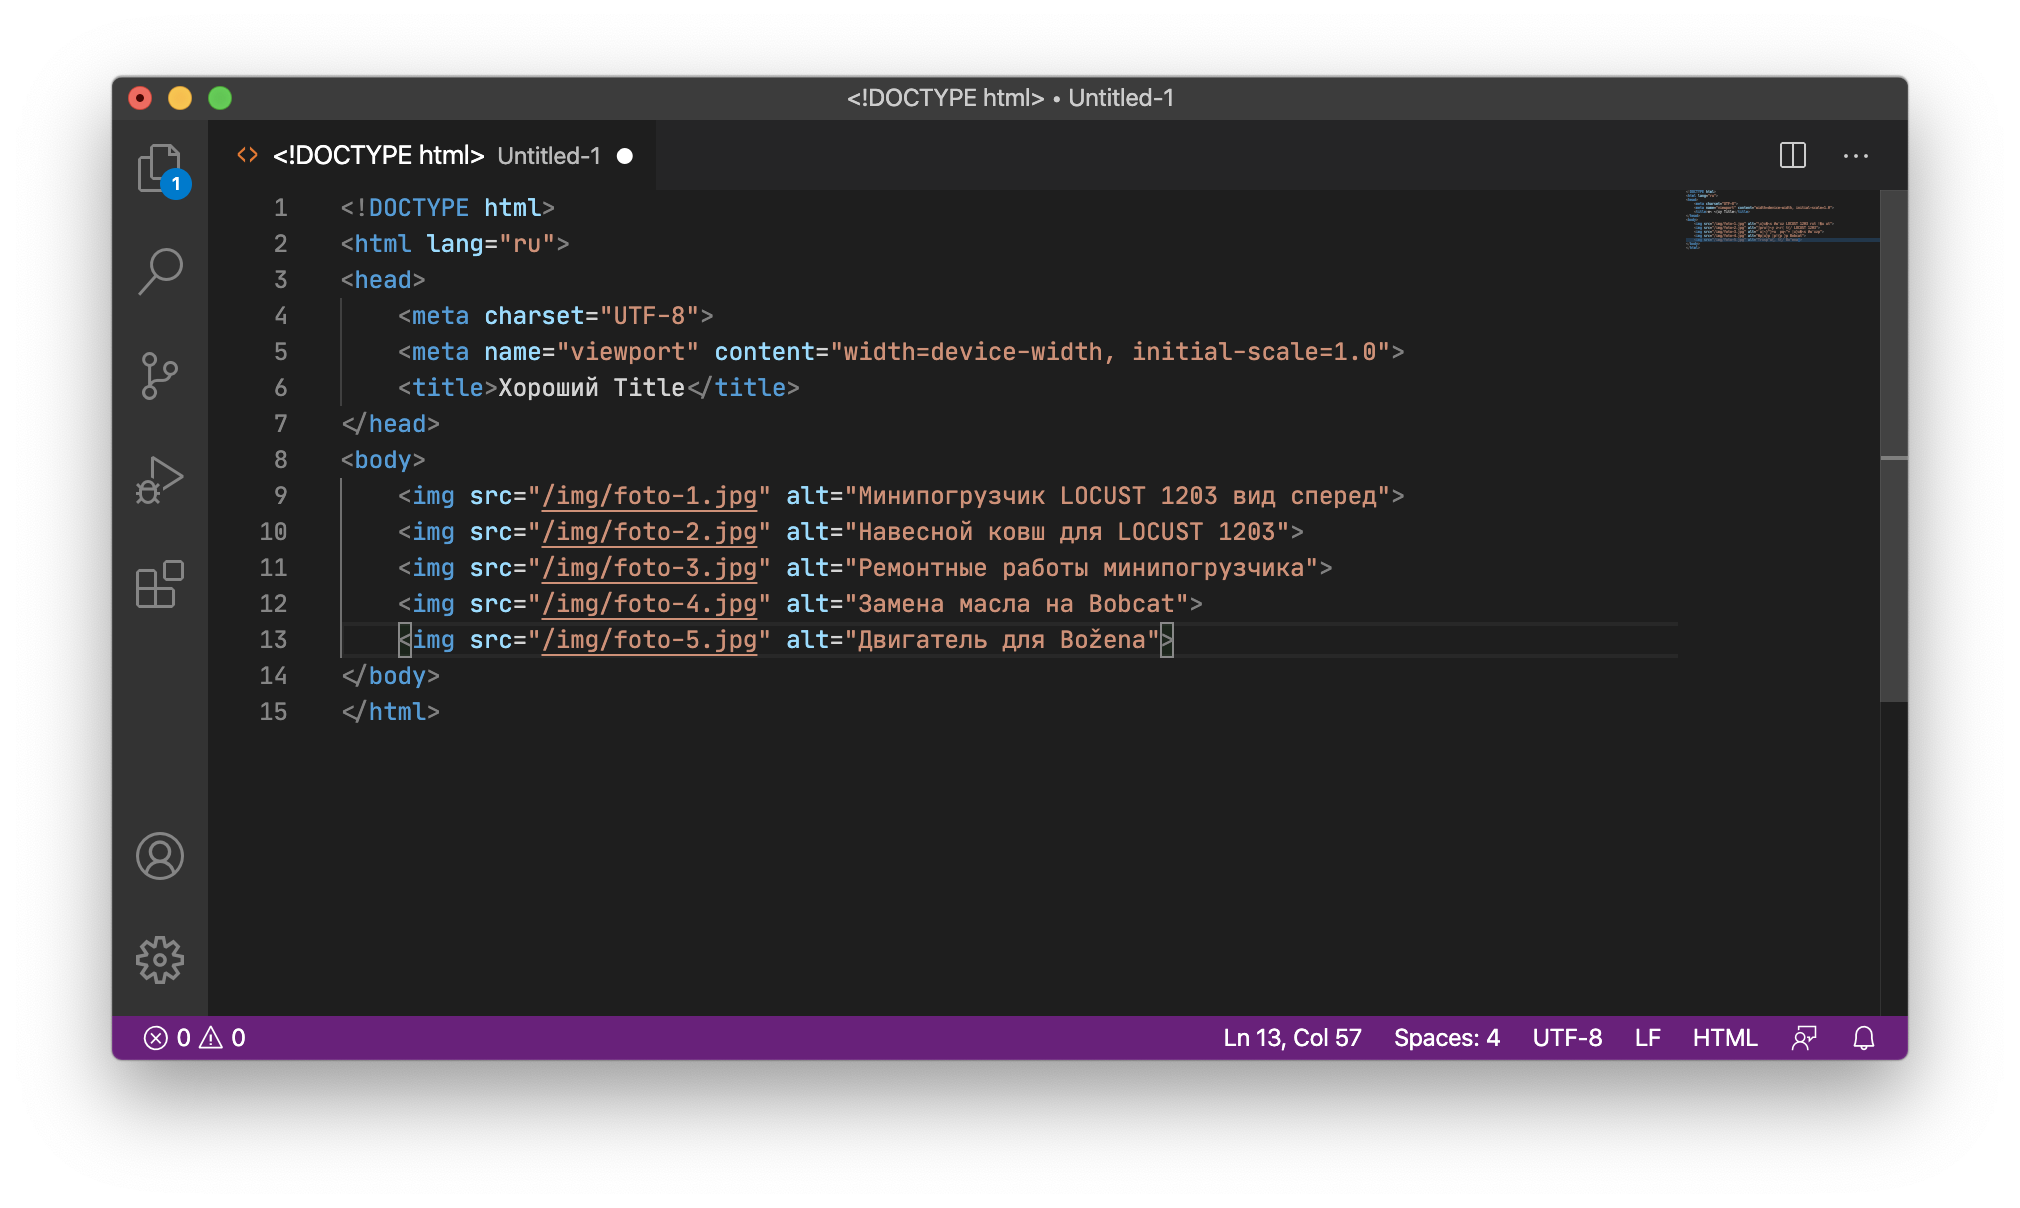 <!DOCTYPE html> • Untitled-1
<!DOCTYPE html> Untitled-1
1
1 <!DOCTYPE html>
2 <html lang="ru">
3 <head>
4 <meta charset="UTF-8">
5 <meta name="viewport" content="width=device-width, initial-scale=1.0">
6 <title>Хороший Title</title>
7 </head>
8 <body>
9 <img src="/img/foto-1.jpg" alt="Минипогрузчик LOCUST 1203 вид сперед">
10 <img src="/img/foto-2.jpg" alt="Навесной ковш для LOCUST 1203">
11 <img src="/img/foto-3.jpg" alt="Ремонтные работы минипогрузчика">
12 <img src="/img/foto-4.jpg" alt="Замена масла на Bobcat">
13 <img src="/img/foto-5.jpg" alt="Двигатель для Božena">
14 </body>
15 </html>
0 0 Ln 13, Col 57 Spaces: 4 UTF-8 LF HTML